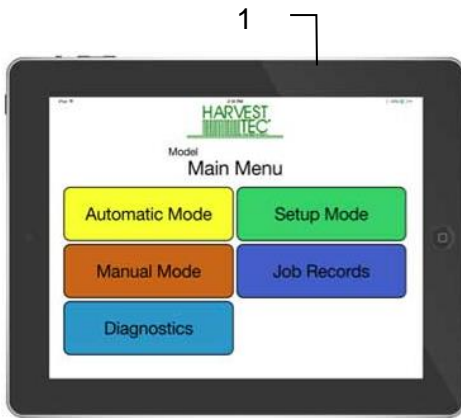 1
HARVEST
TEC
Model
Main Menu
Automatic Mode
Setup Mode
Manual Mode
Job Records
Diagnostics